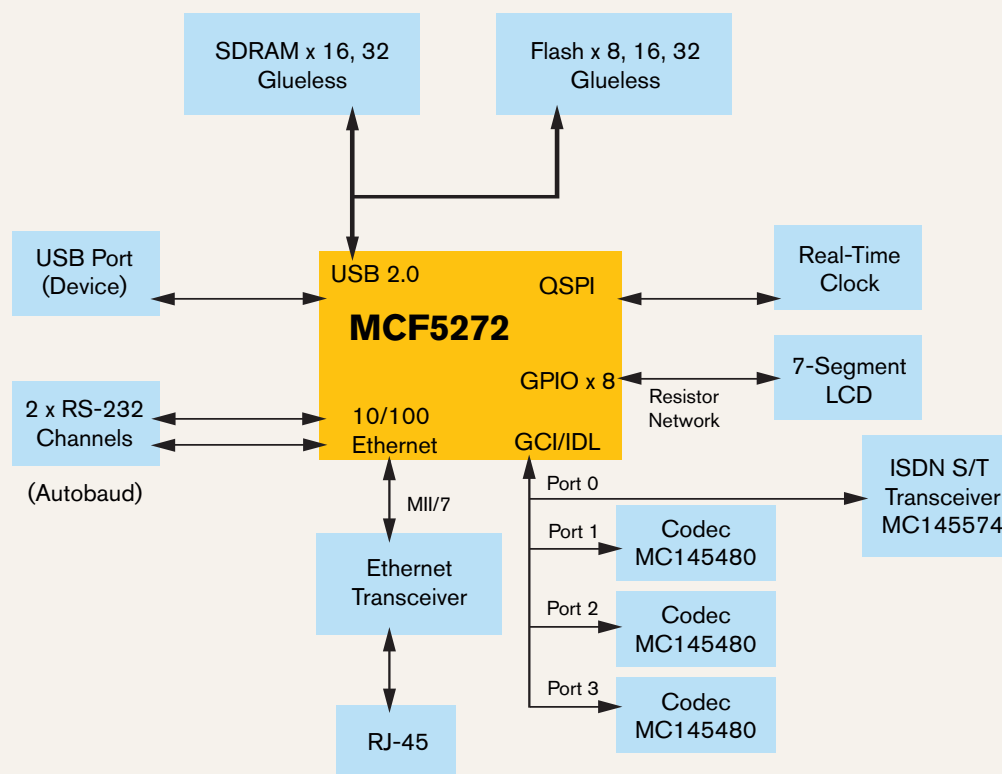 SDRAM x 16, 32
Glueless
Flash x 8, 16, 32
Glueless
USB Port
(Device)
USB 2.0
QSPI
Real-Time
Clock
MCF5272
GPIO x 8
Resistor
Network
7-Segment
LCD
2 x RS-232
Channels
(Autobaud)
10/100
Ethernet
GCI/IDL
MII/7
Port 0
ISDN S/T
Transceiver
MC145574
Port 1
Codec
MC145480
Ethernet
Transceiver
Port 2
Codec
MC145480
Port 3
Codec
MC145480
RJ-45